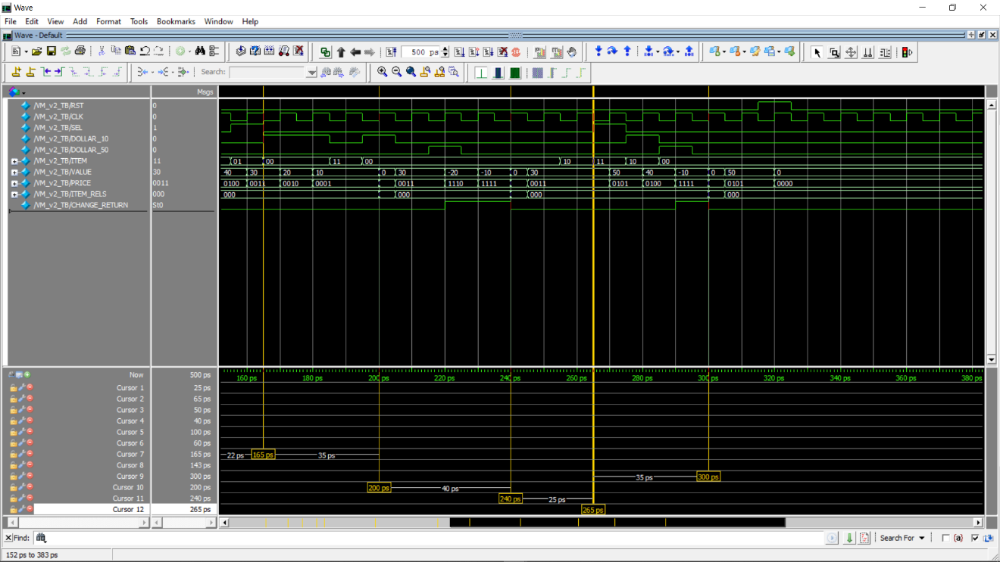 Wave
File Edit View Add Format Tools Bookmarks Window Help
Wave - Default
500 ps
Search:
Msgs
/VM_v2_TB/RST 0
/VM_v2_TB/CLK 0
/VM_v2_TB/SEL 1
/VM_v2_TB/DOLLAR_10 0
/VM_v2_TB/DOLLAR_50 0
/VM_v2_TB/ITEM 11 01 00 11 00 10 11 10 00
/VM_v2_TB/VALUE 30 40 30 20 10 0 30 -20 -10 0 30 50 40 -10 0 50 0
/VM_v2_TB/PRICE 0011 0100 0011 0010 0001 0011 1110 1111 0011 0101 0100 1111 0101 0000
/VM_v2_TB/ITEM_RELS 000 000 000 000 000
/VM_v2_TB/CHANGE_RETURN St0
Now 500 ps 160 ps 180 ps 200 ps 220 ps 240 ps 260 ps 280 ps 300 ps 320 ps 340 ps 360 ps 380 ps
Cursor 1 25 ps
Cursor 2 65 ps
Cursor 3 50 ps
Cursor 4 40 ps
Cursor 5 100 ps
Cursor 6 60 ps
Cursor 7 165 ps 22 ps 165 ps 35 ps
Cursor 8 143 ps
Cursor 9 300 ps 35 ps 300 ps
Cursor 10 200 ps 200 ps 40 ps
Cursor 11 240 ps 240 ps 25 ps
Cursor 12 265 ps 265 ps
Find: Search For {a}
152 ps to 383 ps